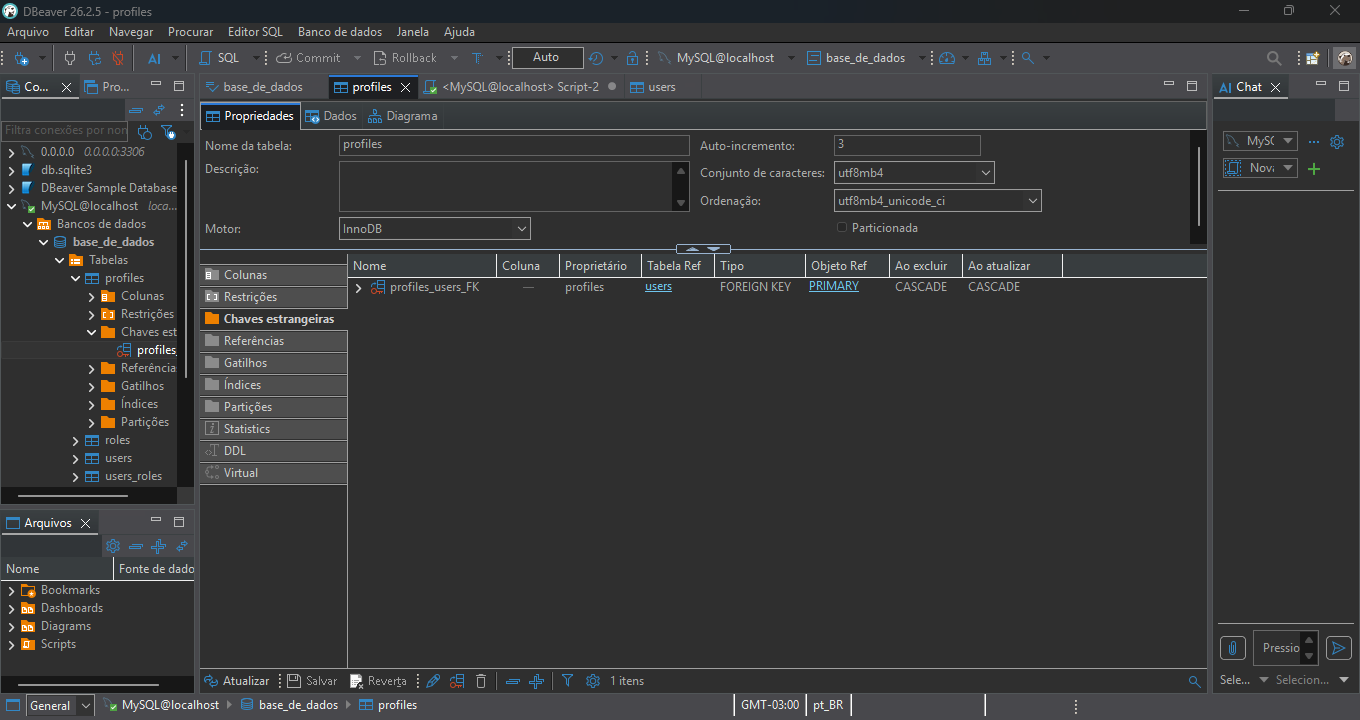 DBeaver 26.2.5 - profiles
Arquivo Editar Navegar Procurar Editor SQL Banco de dados Janela Ajuda
AI SQL Commit Rollback T Auto MySQL@localhost base_de_dados
Co... Pro...
base_de_dados profiles <MySQL@localhost> Script-2 users
AI Chat
Propriedades Dados Diagrama
Filtra conexões por nom
0.0.0.0 0.0.0.0:3306
db.sqlite3
DBeaver Sample Database
MySQL@localhost loca...
Bancos de dados
base_de_dados
Tabelas
profiles
Colunas
Restrições
Chaves est
profiles_
Referência
Gatilhos
Índices
Partições
roles
users
users_roles
Nome da tabela: profiles
Descrição:
Motor: InnoDB
Auto-incremento: 3
Conjunto de caracteres: utf8mb4
Ordenação: utf8mb4_unicode_ci
Particionada
Colunas
Restrições
Chaves estrangeiras
Referências
Gatilhos
Índices
Partições
Statistics
DDL
Virtual
Nome Coluna Proprietário Tabela Ref Tipo Objeto Ref Ao excluir Ao atualizar
profiles_users_FK — profiles users FOREIGN KEY PRIMARY CASCADE CASCADE
MyS
Nova
Arquivos
Nome Fonte de dado
Bookmarks
Dashboards
Diagrams
Scripts
Atualizar Salvar Reverta 1 itens
Pressio
Sele... Selecion...
General MySQL@localhost base_de_dados profiles
GMT-03:00 pt_BR